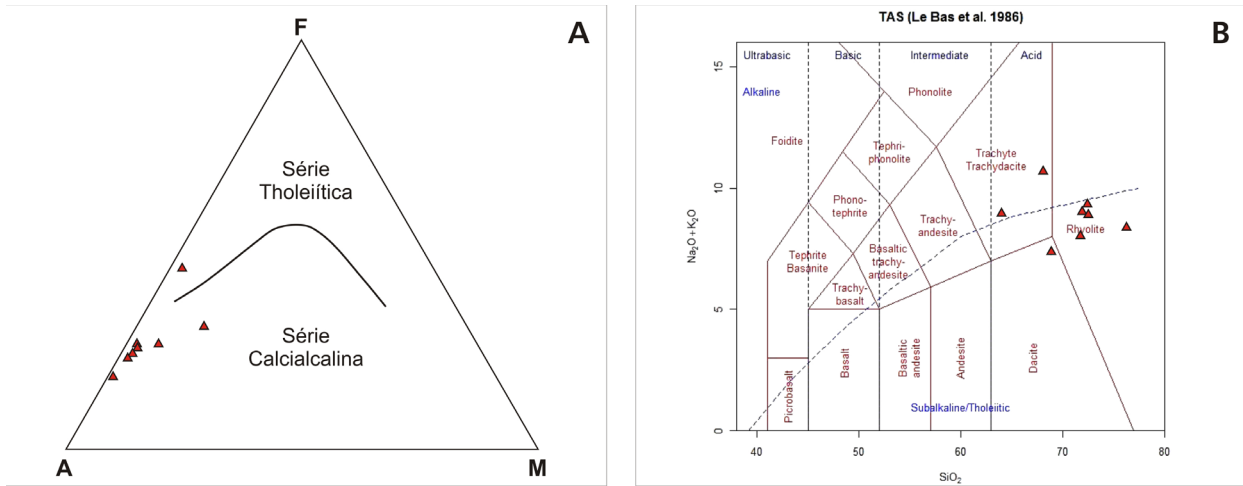 A
F
Série
Tholeiítica
Série
Calcialcalina
A
M
B
TAS (Le Bas et al. 1986)
Na₂O+K₂O
15
10
5
0
Ultrabasic
Basic
Intermediate
Acid
Alkaline
Phonolite
Foidite
Tephri-
phonolite
Trachyte
Trachydacite
Phono-
tephrite
Trachy-
andesite
Rhyolite
Tephrite
Basanite
Basaltic
trachy-
andesite
Trachy-
basalt
Picrobasalt
Basalt
Basaltic
andesite
Andesite
Dacite
Subalkaline/Tholeiitic
40
50
60
70
80
SiO₂